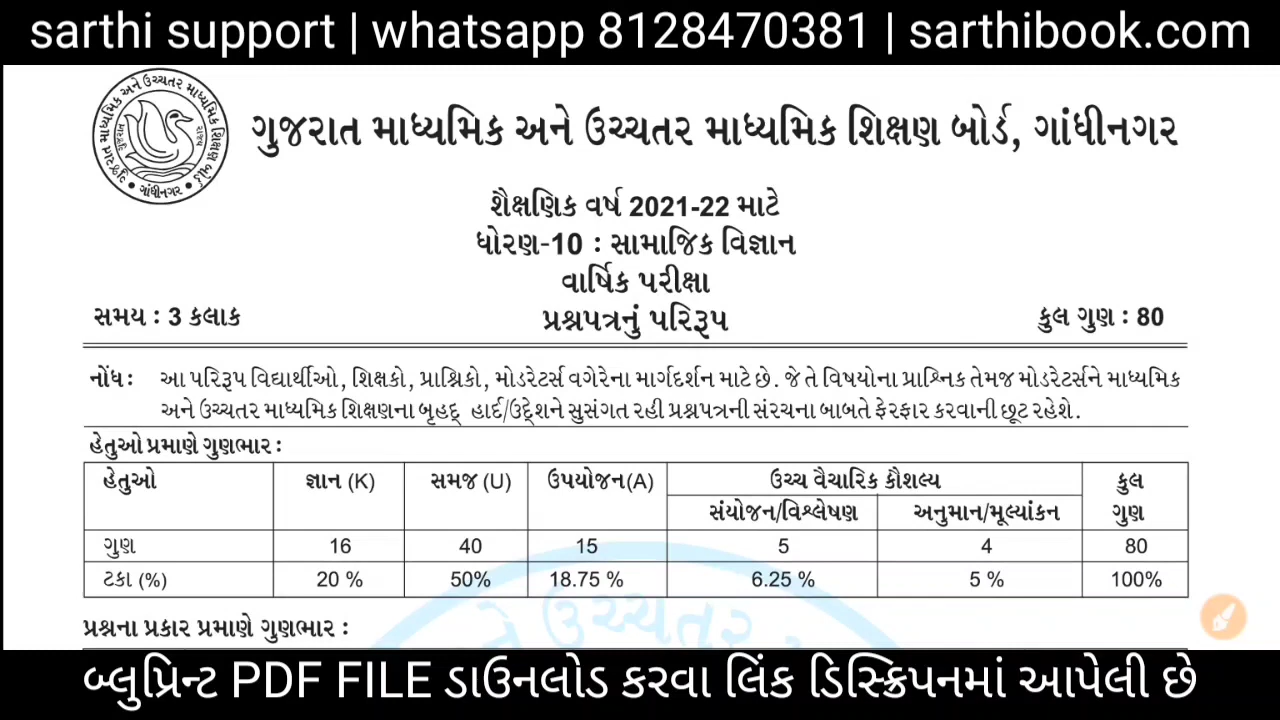 sarthi support | whatsapp 8128470381 | sarthibook.com
ગુજરાત માધ્યમિક અને ઉચ્ચતર માધ્યમિક શિક્ષણ બોર્ડ, ગાંધીનગર
શૈક્ષણિક વર્ષ 2021-22 માટે
ધોરણ-10 : સામાજિક વિજ્ઞાન
વાર્ષિક પરીક્ષા
સમય : 3 કલાક પ્રશ્નપત્રનું પરિરૂપ કુલ ગુણ : 80
નોંધ : આ પરિરૂપ વિદ્યાર્થીઓ, શિક્ષકો, પ્રાશ્નિકો, મોડરેટર્સ વગેરેના માર્ગદર્શન માટે છે. જે તે વિષયોના પ્રાશ્નિક તેમજ મોડરેટર્સને માધ્યમિક
અને ઉચ્ચતર માધ્યમિક શિક્ષણના બૃહદ્ હાર્દ/ઉદ્દેશને સુસંગત રહી પ્રશ્નપત્રની સંરચના બાબતે ફેરફાર કરવાની છૂટ રહેશે.
હેતુઓ પ્રમાણે ગુણભાર :
હેતુઓ જ્ઞાન (K) સમજ (U) ઉપયોજન(A) ઉચ્ચ વૈચારિક કૌશલ્ય કુલ
સંયોજન/વિશ્લેષણ અનુમાન/મૂલ્યાંકન ગુણ
ગુણ 16 40 15 5 4 80
ટકા (%) 20 % 50% 18.75 % 6.25 % 5 % 100%
પ્રશ્નના પ્રકાર પ્રમાણે ગુણભાર :
બ્લુપ્રિન્ટ PDF FILE ડાઉનલોડ કરવા લિંક ડિસ્ક્રિપનમાં આપેલી છે